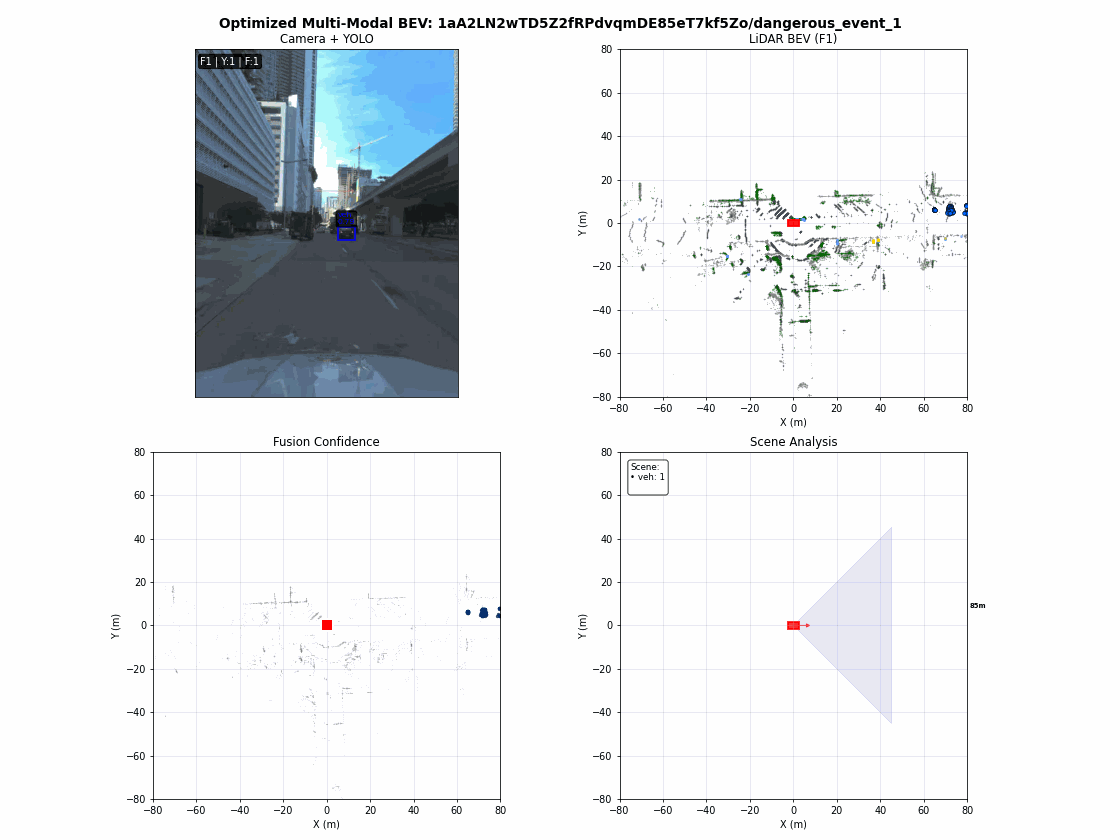 Optimized Multi-Modal BEV: 1aA2LN2wTD5Z2fRPdvqmDE85eT7kf5Zo/dangerous_event_1
Camera + YOLO
F1 | Y:1 | F:1
LiDAR BEV (F1)
80
60
40
20
0
−20
−40
−60
−80
Y (m)
−80 −60 −40 −20 0 20 40 60 80
X (m)
Fusion Confidence
80
60
40
20
0
−20
−40
−60
−80
Y (m)
−80 −60 −40 −20 0 20 40 60 80
X (m)
Scene Analysis
Scene:
• veh: 1
85m
80
60
40
20
0
−20
−40
−60
−80
Y (m)
−80 −60 −40 −20 0 20 40 60 80
X (m)